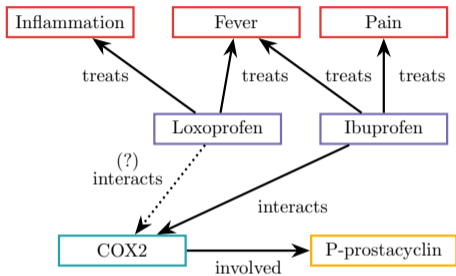 Inflammation
Fever
Pain
treats
treats
treats
treats
Loxoprofen
Ibuprofen
(?)
interacts
interacts
COX2
P-prostacyclin
involved